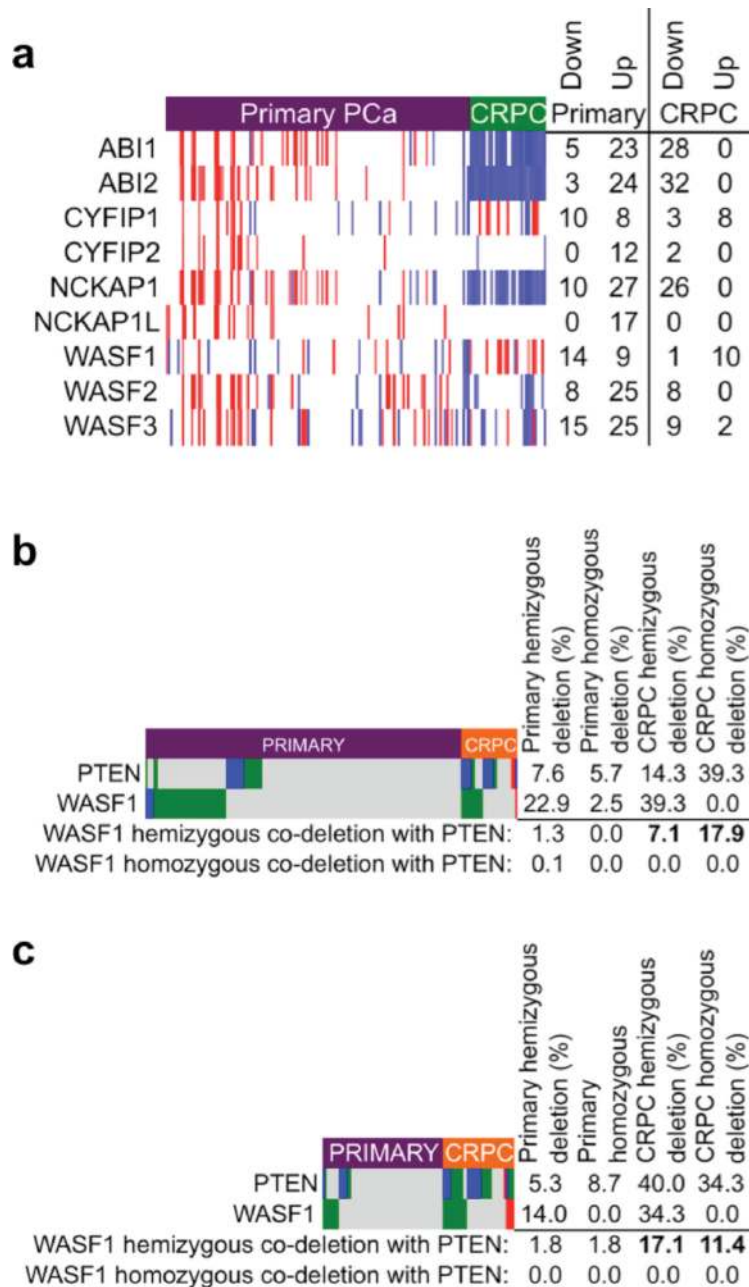 a
Down Up Down Up
Primary PCa CRPC Primary CRPC
ABI1 5 23 28 0
ABI2 3 24 32 0
CYFIP1 10 8 3 8
CYFIP2 0 12 2 0
NCKAP1 10 27 26 0
NCKAP1L 0 17 0 0
WASF1 14 9 1 10
WASF2 8 25 8 0
WASF3 15 25 9 2
b
Primary hemizygous
deletion (%)
Primary homozygous
deletion (%)
CRPC hemizygous
deletion (%)
CRPC homozygous
deletion (%)
PRIMARY CRPC
PTEN 7.6 5.7 14.3 39.3
WASF1 22.9 2.5 39.3 0.0
WASF1 hemizygous co-deletion with PTEN: 1.3 0.0 7.1 17.9
WASF1 homozygous co-deletion with PTEN: 0.1 0.0 0.0 0.0
c
Primary hemizygous
deletion (%)
Primary
homozygous
CRPC hemizygous
deletion (%)
CRPC homozygous
deletion (%)
PRIMARY CRPC
PTEN 5.3 8.7 40.0 34.3
WASF1 14.0 0.0 34.3 0.0
WASF1 hemizygous co-deletion with PTEN: 1.8 1.8 17.1 11.4
WASF1 homozygous co-deletion with PTEN: 0.0 0.0 0.0 0.0